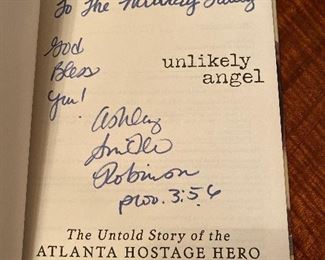 To The
God
Bless
You!
unlikely
angel
Ashley
Smith
Robinson
prov. 3:5,6
The Untold Story of the
ATLANTA HOSTAGE HERO